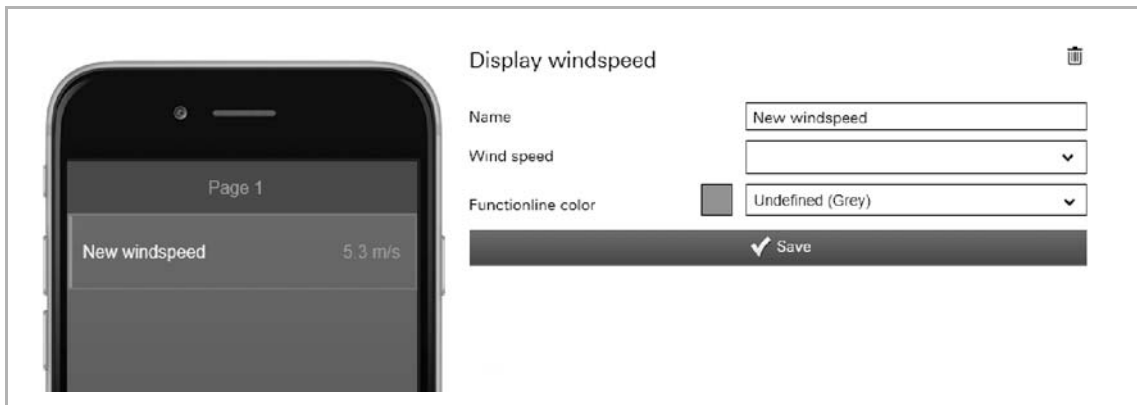 Page 1
New windspeed
5.3 m/s
Display windspeed
Name
New windspeed
Wind speed
Functionline color
Undefined (Grey)
Save